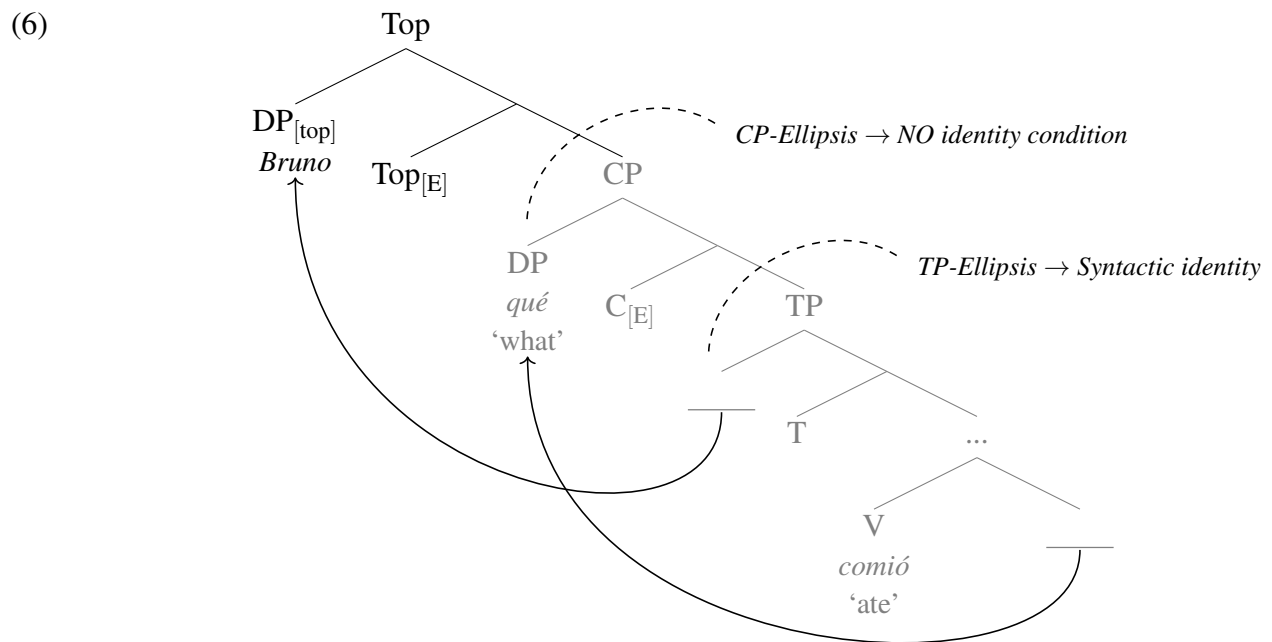 (6)
Top
DP[top]
Bruno
Top[E]
CP-Ellipsis → NO identity condition
CP
DP
qué
‘what’
C[E]
TP-Ellipsis → Syntactic identity
TP
T
...
V
comió
‘ate’